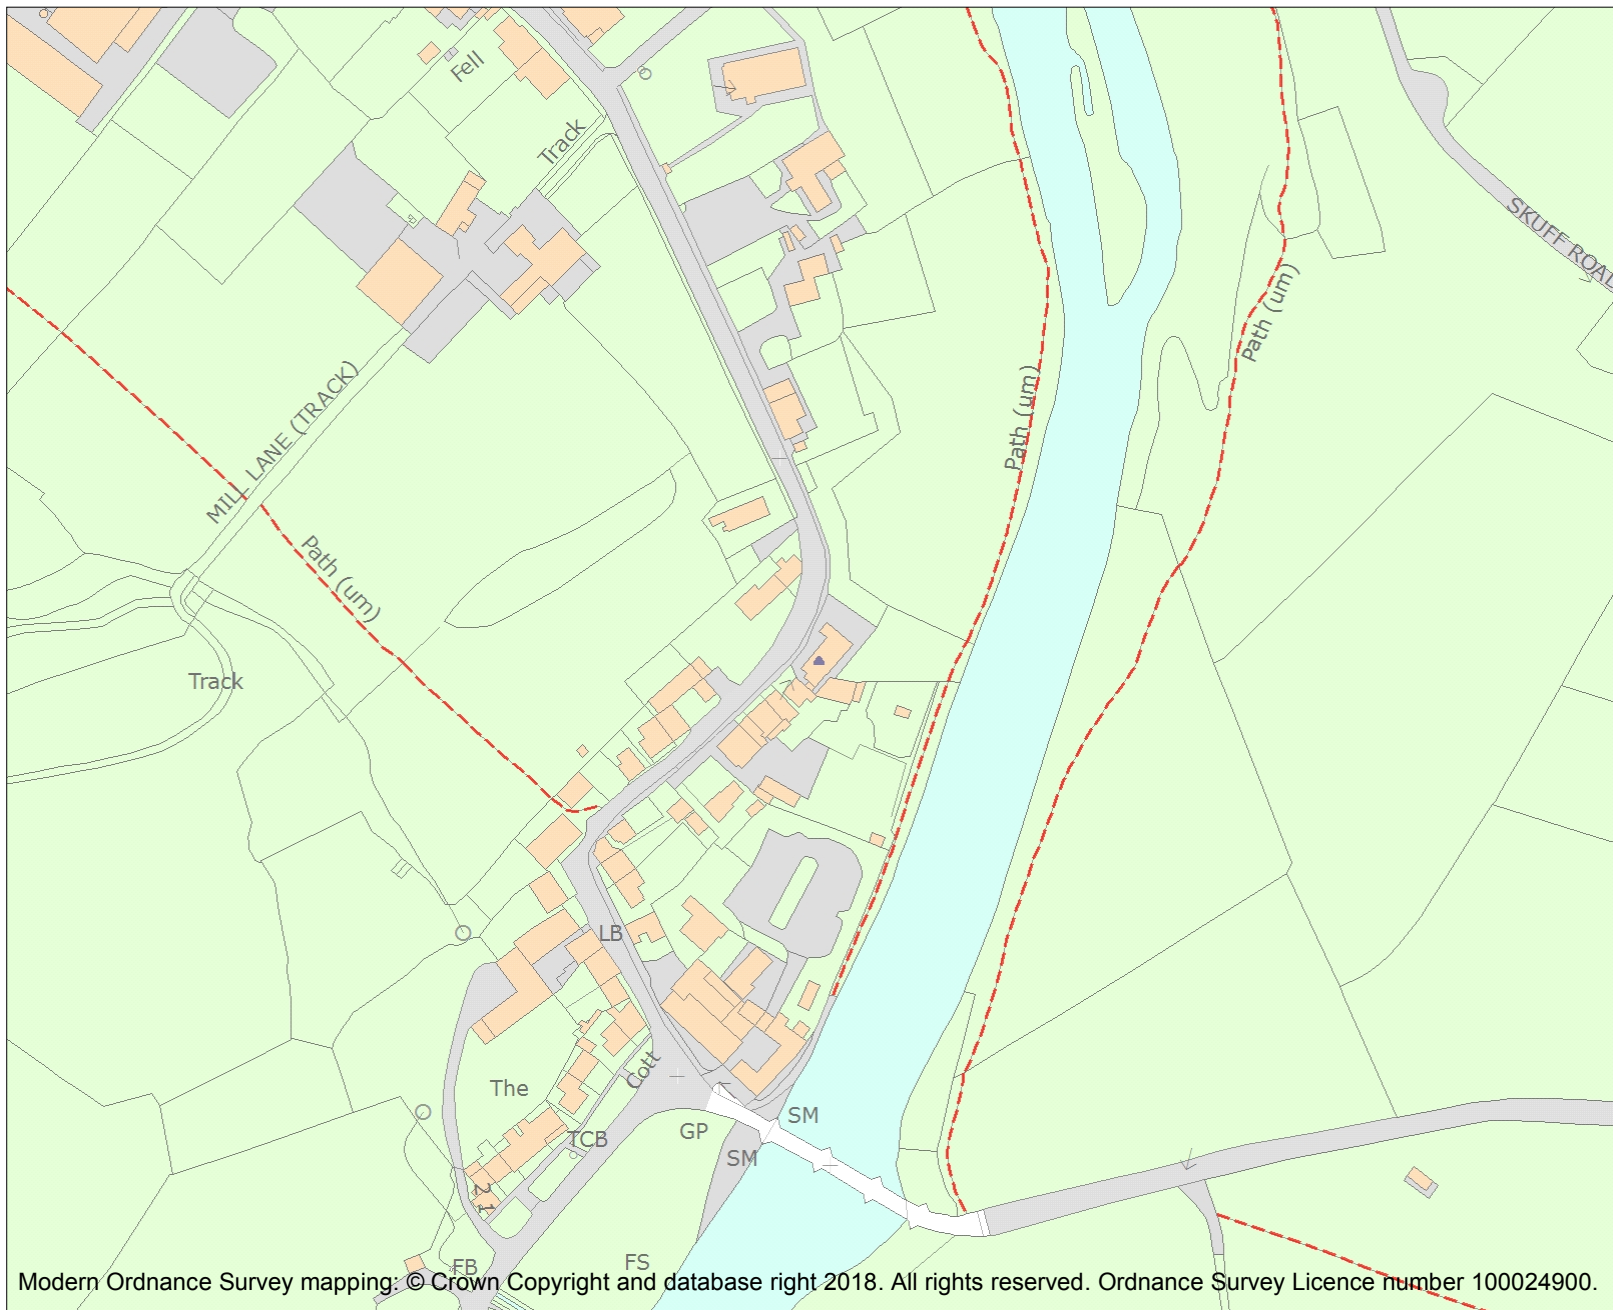 Fell
Track
SKUFF ROAD
Path (um)
MILL LANE (TRACK)
Path (um)
Path (um)
Track
LB
Cott
The
SM
GP
TCB
SM
21
FS
FB
Modern Ordnance Survey mapping: © Crown Copyright and database right 2018. All rights reserved. Ordnance Survey Licence number 100024900.